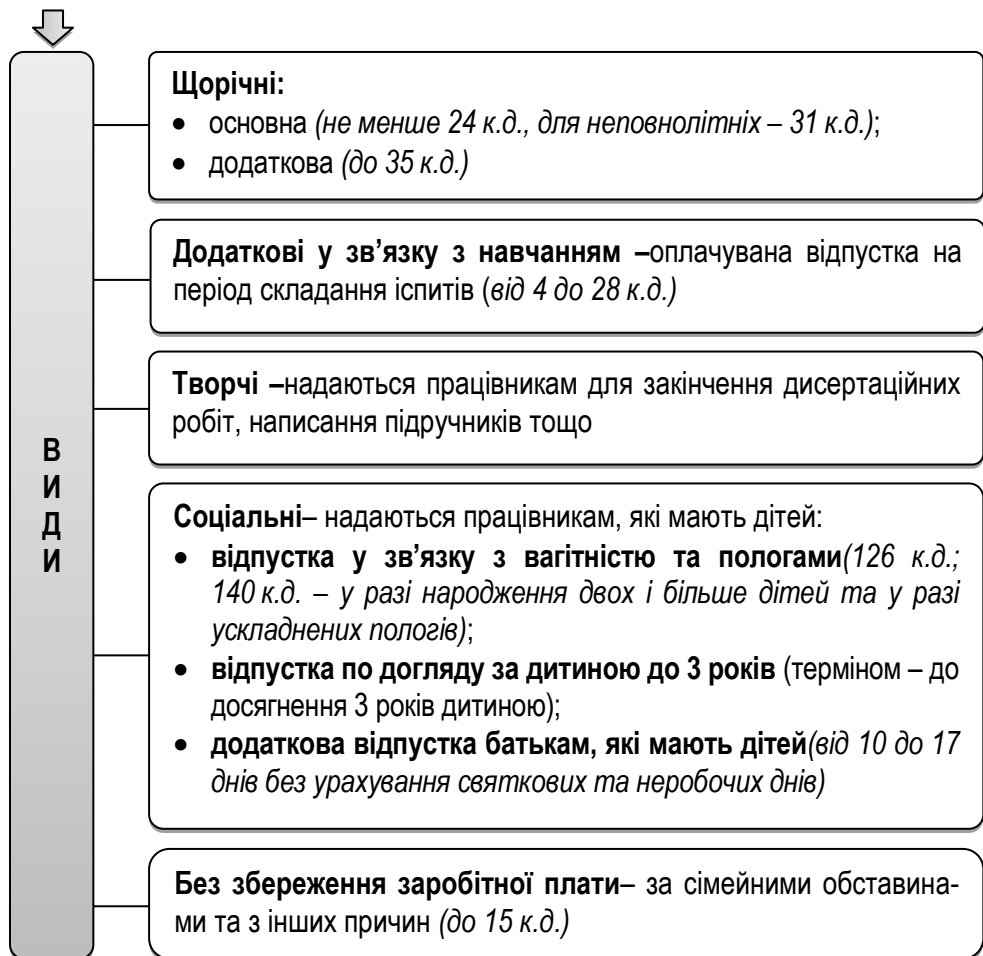 ВИДИ
Щорічні:
• основна (не менше 24 к.д., для неповнолітніх – 31 к.д.);
• додаткова (до 35 к.д.)
Додаткові у зв’язку з навчанням –оплачувана відпустка на
період складання іспитів (від 4 до 28 к.д.)
Творчі –надаються працівникам для закінчення дисертаційних
робіт, написання підручників тощо
Соціальні– надаються працівникам, які мають дітей:
• відпустка у зв’язку з вагітністю та пологами(126 к.д.;
140 к.д. – у разі народження двох і більше дітей та у разі
ускладнених пологів);
• відпустка по догляду за дитиною до 3 років (терміном – до
досягнення 3 років дитиною);
• додаткова відпустка батькам, які мають дітей(від 10 до 17
днів без урахування святкових та неробочих днів)
Без збереження заробітної плати– за сімейними обставина-
ми та з інших причин (до 15 к.д.)